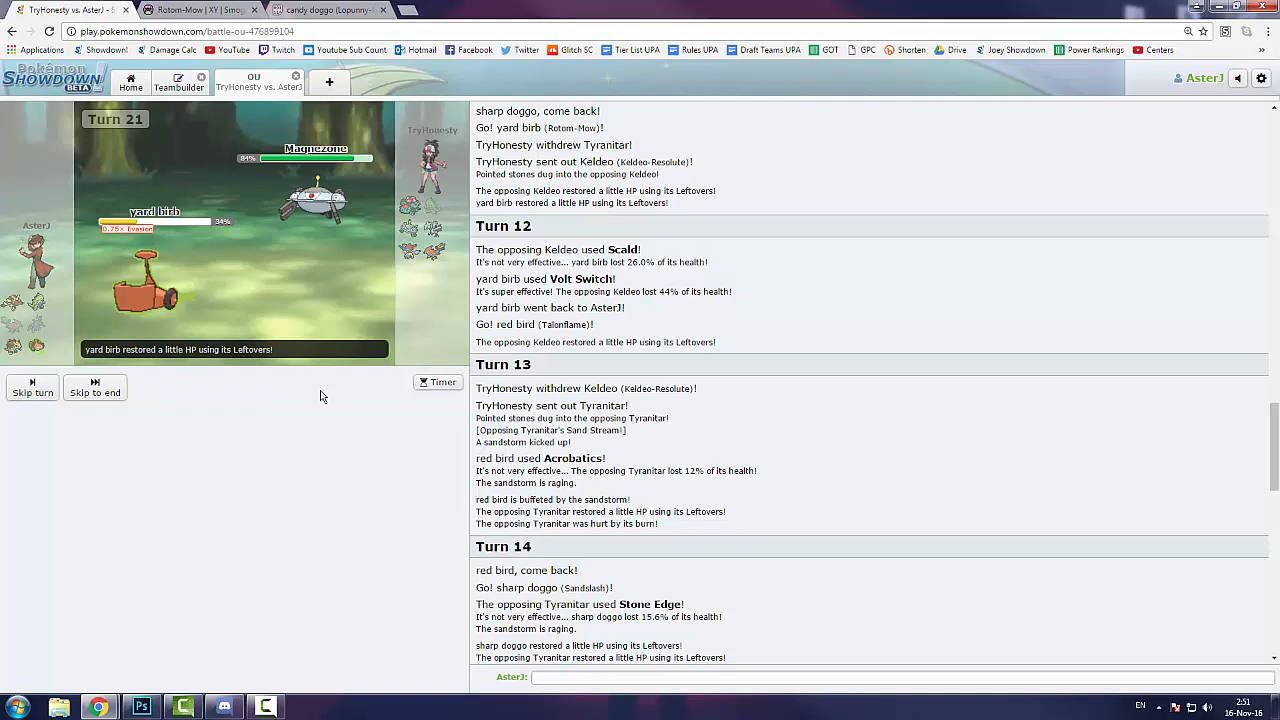 TryHonesty vs. AsterJ - S
Rotom-Mow | XY | Smog
candy doggo (Lopunny-
play.pokemonshowdown.com/battle-ou-476899104
Applications
Showdown!
Damage Calc
YouTube
Twitch
Youtube Sub Count
Hotmail
Facebook
Twitter
Glitch SC
Tier List UPA
Rules UPA
Draft Teams UPA
GOT
GPC
Shorten
Drive
Joey Showdown
Power Rankings
Centers
Pokémon
SHOWDOWN
BETA
Home
Teambuilder
OU
TryHonesty vs. AsterJ
+
AsterJ
Turn 21
Magnezone
84%
yard birb
34%
0.75× Evasion
TryHonesty
AsterJ
yard birb restored a little HP using its Leftovers!
Skip turn
Skip to end
Timer
sharp doggo, come back!
Go! yard birb (Rotom-Mow)!
TryHonesty withdrew Tyranitar!
TryHonesty sent out Keldeo (Keldeo-Resolute)!
Pointed stones dug into the opposing Keldeo!
The opposing Keldeo restored a little HP using its Leftovers!
yard birb restored a little HP using its Leftovers!
Turn 12
The opposing Keldeo used Scald!
It's not very effective... yard birb lost 26.0% of its health!
yard birb used Volt Switch!
It's super effective! The opposing Keldeo lost 44% of its health!
yard birb went back to AsterJ!
Go! red bird (Talonflame)!
The opposing Keldeo restored a little HP using its Leftovers!
Turn 13
TryHonesty withdrew Keldeo (Keldeo-Resolute)!
TryHonesty sent out Tyranitar!
Pointed stones dug into the opposing Tyranitar!
[Opposing Tyranitar's Sand Stream!]
A sandstorm kicked up!
red bird used Acrobatics!
It's not very effective... The opposing Tyranitar lost 12% of its health!
The sandstorm is raging.
red bird is buffeted by the sandstorm!
The opposing Tyranitar restored a little HP using its Leftovers!
The opposing Tyranitar was hurt by its burn!
Turn 14
red bird, come back!
Go! sharp doggo (Sandslash)!
The opposing Tyranitar used Stone Edge!
It's not very effective... sharp doggo lost 15.6% of its health!
The sandstorm is raging.
sharp doggo restored a little HP using its Leftovers!
The opposing Tyranitar restored a little HP using its Leftovers!
AsterJ:
Ps
EN
2:51
16-Nov-16